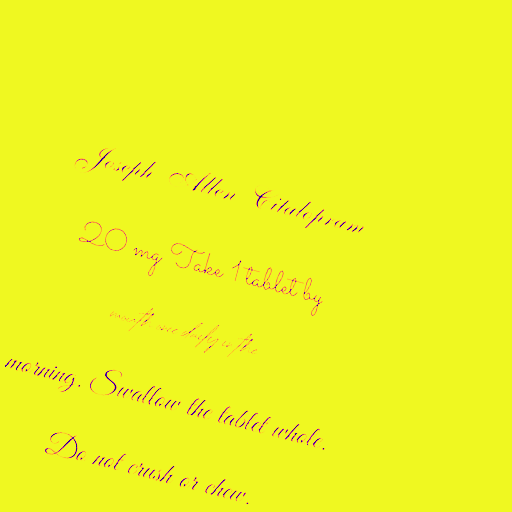 Joseph Allen Citalopram
20 mg Take 1 tablet by
mouth once daily in the
morning. Swallow the tablet whole.
Do not crush or chew.